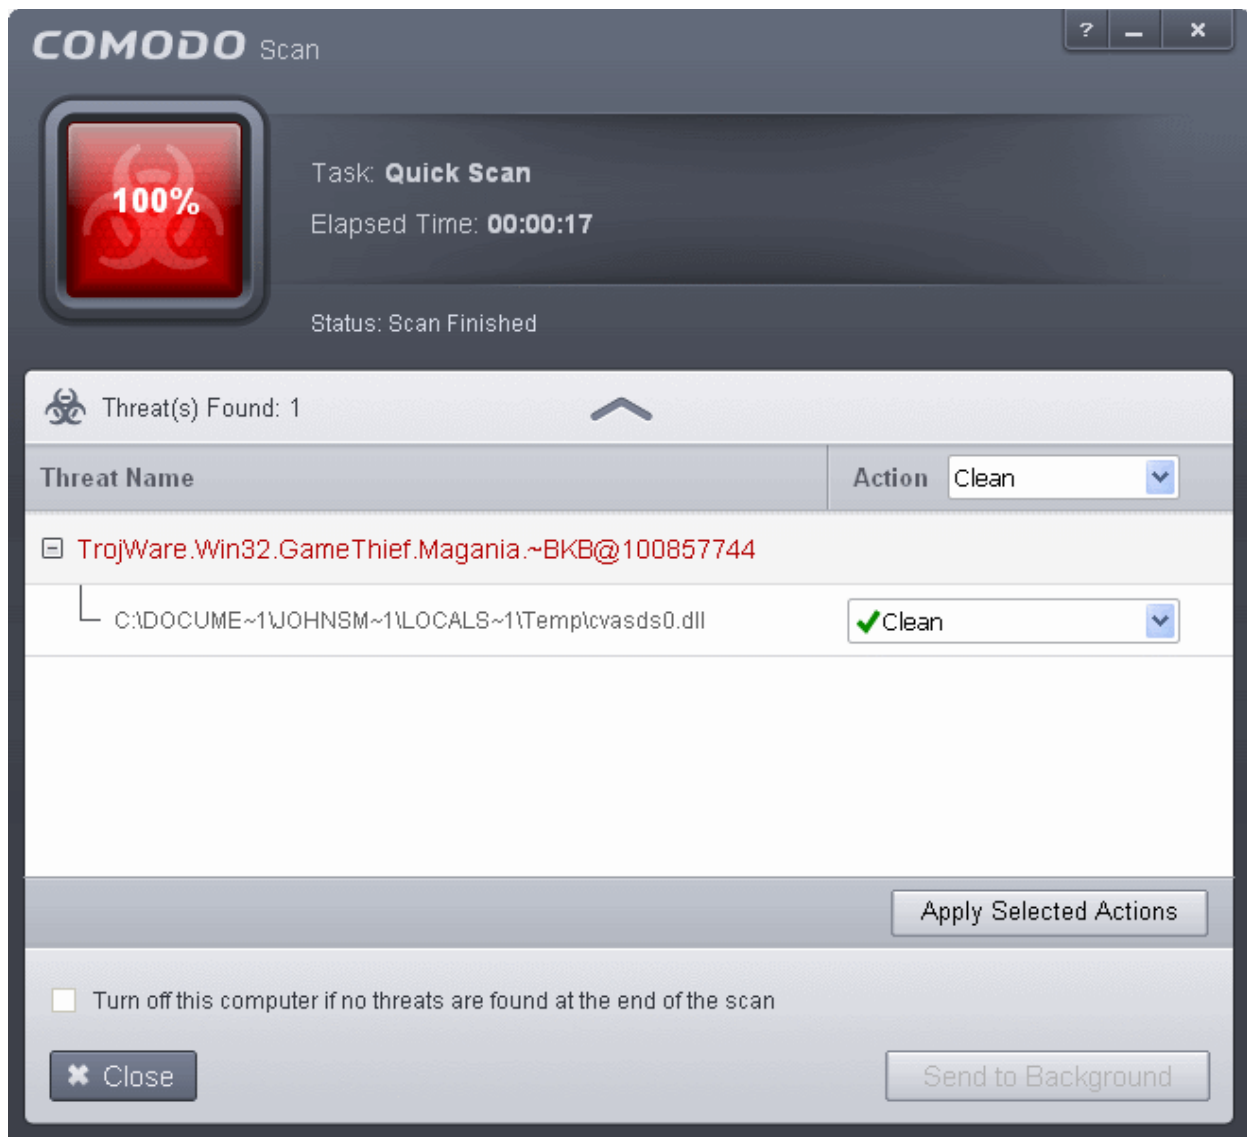 COMODO Scan
?
100%
Task: Quick Scan
Elapsed Time: 00:00:17
Status: Scan Finished
Threat(s) Found: 1
Threat Name
Action Clean
TrojWare.Win32.GameThief.Magania.~BKB@100857744
C:\DOCUME~1\JOHNSM~1\LOCALS~1\Temp\cvasds0.dll
Clean
Apply Selected Actions
Turn off this computer if no threats are found at the end of the scan
Close
Send to Background